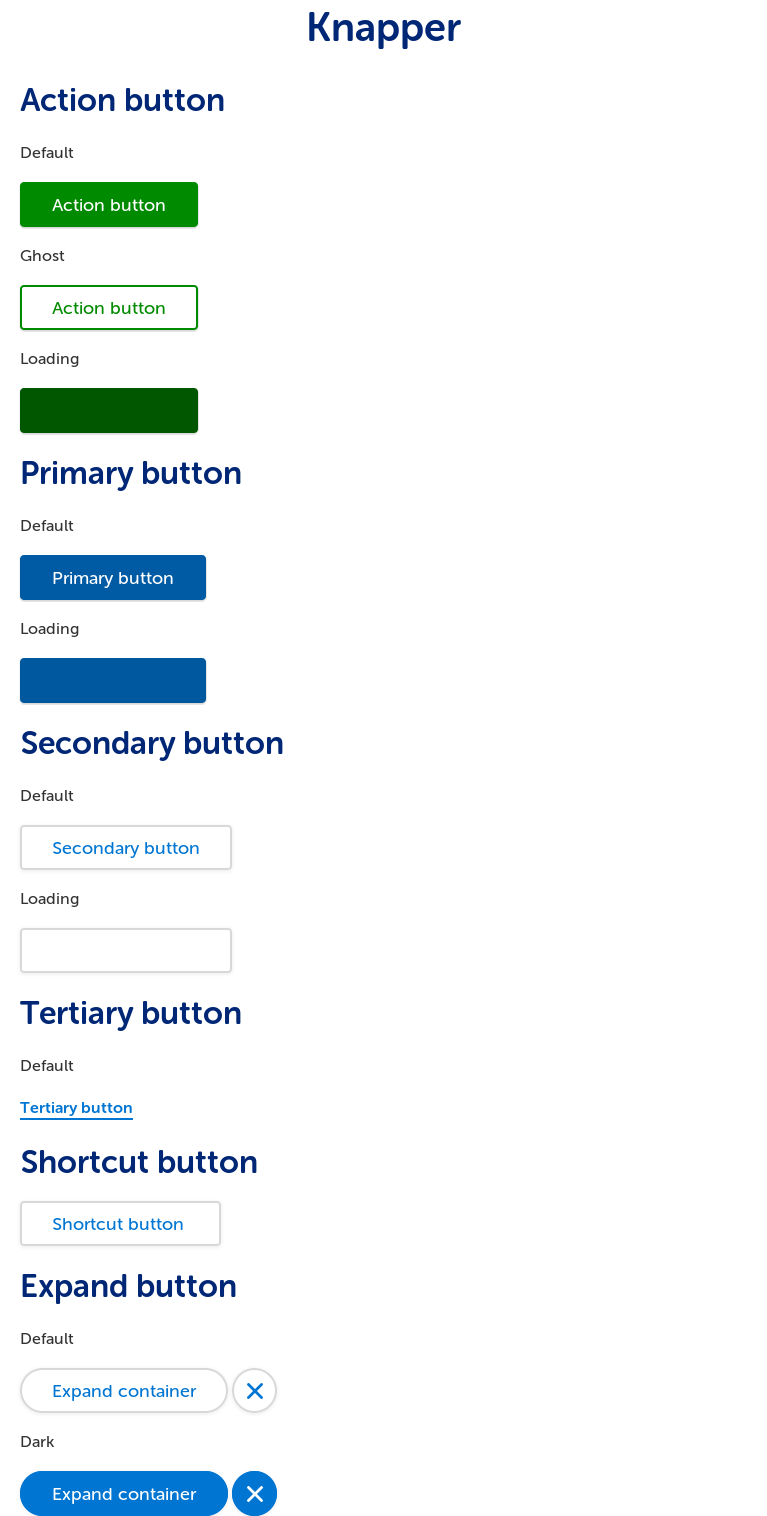 Knapper
Action button
Default
Action button
Ghost
Action button
Loading
Primary button
Default
Primary button
Loading
Secondary button
Default
Secondary button
Loading
Tertiary button
Default
Tertiary button
Shortcut button
Shortcut button
Expand button
Default
Expand container
Dark
Expand container